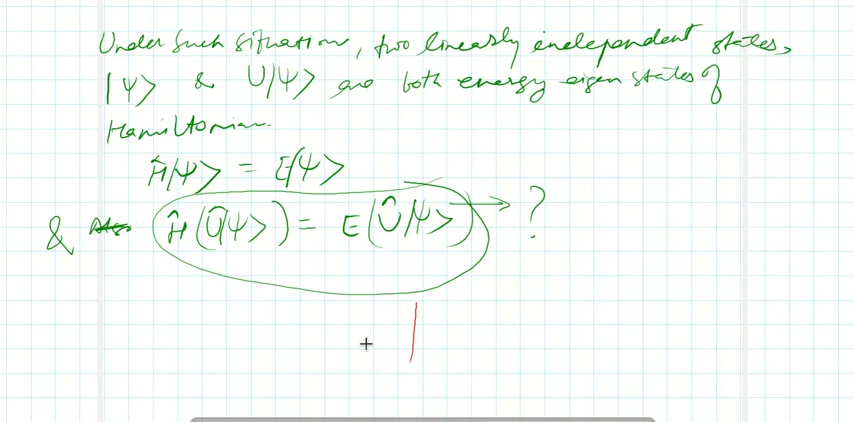 Under such situation, two linearly independent states,
|Ψ> & U|Ψ> are both energy eigen states of
Hamiltonian.
Ĥ|Ψ> = E|Ψ>
& Ĥ(Û|Ψ>) = E(Û|Ψ>) → ?